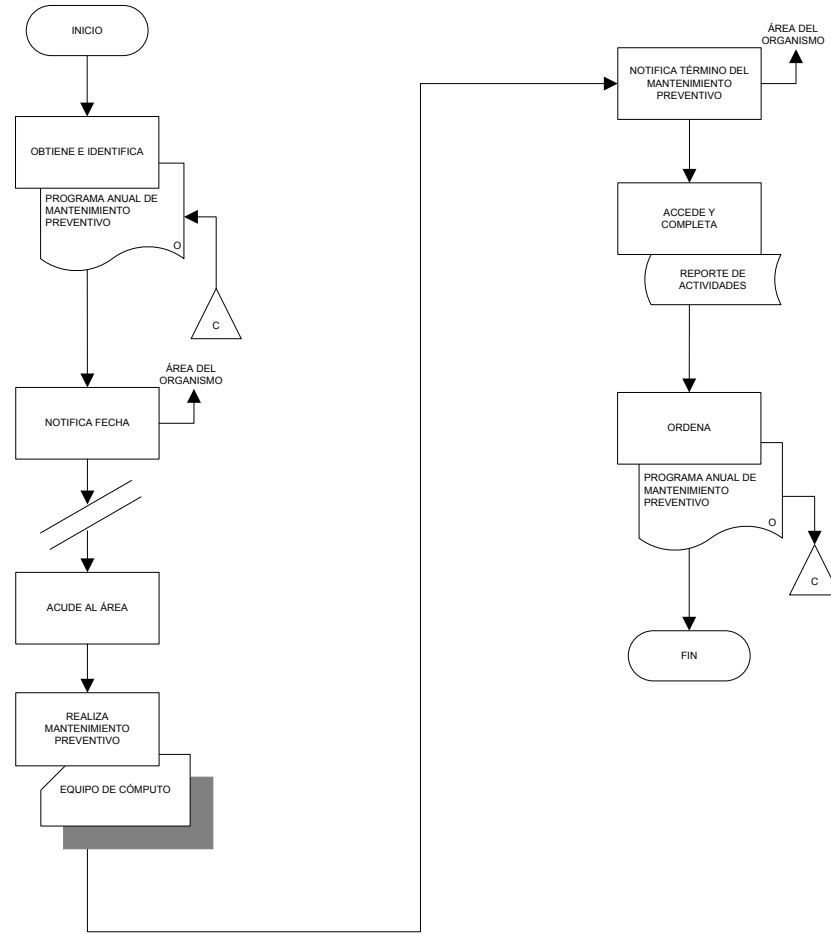 INICIO
OBTIENE E IDENTIFICA
PROGRAMA ANUAL DE
MANTENIMIENTO
PREVENTIVO
O
C
ÁREA DEL
ORGANISMO
NOTIFICA FECHA
ACUDE AL ÁREA
REALIZA
MANTENIMIENTO
PREVENTIVO
EQUIPO DE CÓMPUTO
ÁREA DEL
ORGANISMO
NOTIFICA TÉRMINO DEL
MANTENIMIENTO
PREVENTIVO
ACCEDE Y
COMPLETA
REPORTE DE
ACTIVIDADES
ORDENA
PROGRAMA ANUAL DE
MANTENIMIENTO
PREVENTIVO
O
C
FIN